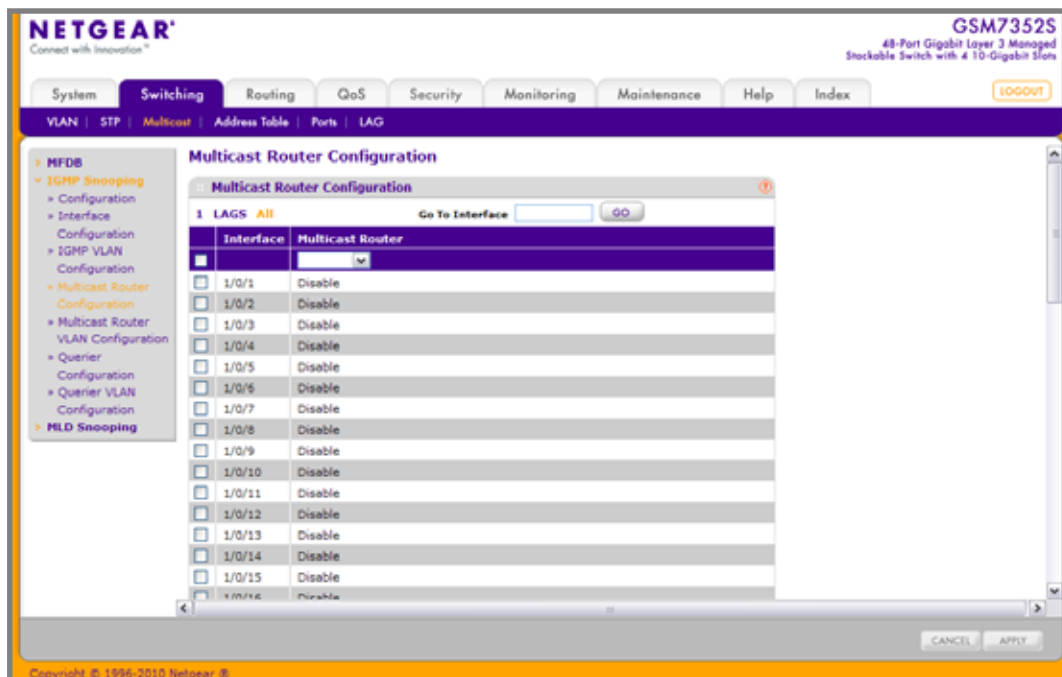 NETGEAR®
Connect with Innovation™
GSM7352S
48-Port Gigabit Layer 3 Managed
Stackable Switch with 4 10-Gigabit Slots
System Switching Routing QoS Security Monitoring Maintenance Help Index LOGOUT
VLAN | STP | Multicast | Address Table | Ports | LAG
MFDB
IGMP Snooping
» Configuration
» Interface
Configuration
» IGMP VLAN
Configuration
» Multicast Router
Configuration
» Multicast Router
VLAN Configuration
» Querier
Configuration
» Querier VLAN
Configuration
MLD Snooping
Multicast Router Configuration
Multicast Router Configuration
1 LAGS All Go To Interface GO
Interface Multicast Router
1/0/1 Disable
1/0/2 Disable
1/0/3 Disable
1/0/4 Disable
1/0/5 Disable
1/0/6 Disable
1/0/7 Disable
1/0/8 Disable
1/0/9 Disable
1/0/10 Disable
1/0/11 Disable
1/0/12 Disable
1/0/13 Disable
1/0/14 Disable
1/0/15 Disable
1/0/16 Disable
CANCEL APPLY
Copyright © 1996-2010 Netgear ®